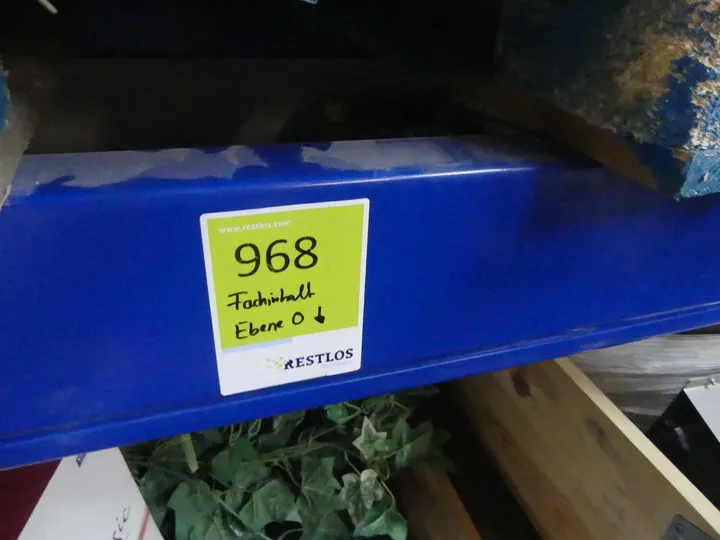 www.restlos.com
968
Fachinhalt
Ebene 0 ↓
RESTLOS